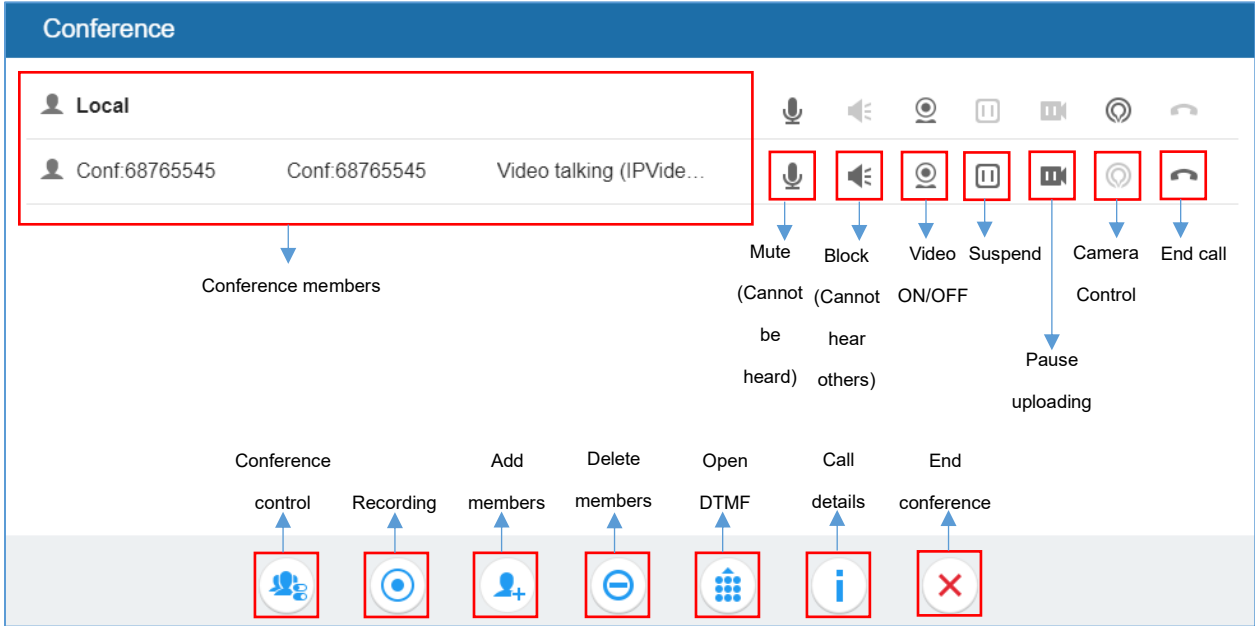 Conference
Local
Conf:68765545 Conf:68765545 Video talking (IPVide...
Conference members
Mute
(Cannot
be
heard)
Block
(Cannot
hear
others)
Video
ON/OFF
Suspend
Pause
uploading
Camera
Control
End call
Conference
control
Recording
Add
members
Delete
members
Open
DTMF
Call
details
End
conference